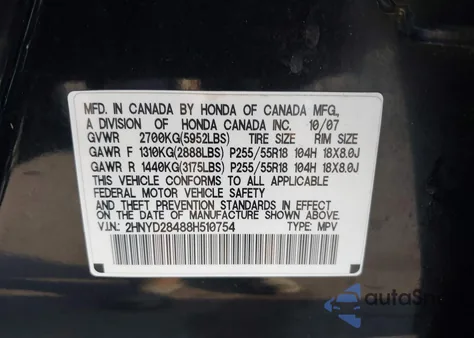 MFD. IN CANADA BY HONDA OF CANADA MFG.,
A DIVISION OF HONDA CANADA INC. 10/07
GVWR 2700KG(5952LBS) TIRE SIZE RIM SIZE
GAWR F 1310KG(2888LBS) P255/55R18 104H 18X8.0J
GAWR R 1440KG(3175LBS) P255/55R18 104H 18X8.0J
THIS VEHICLE CONFORMS TO ALL APPLICABLE
FEDERAL MOTOR VEHICLE SAFETY
AND THEFT PREVENTION STANDARDS IN EFFECT ON
THE DATE OF MANUFACTURE SHOWN ABOVE.
V.I.N.: 2HNYD28488H510754 TYPE: MPV